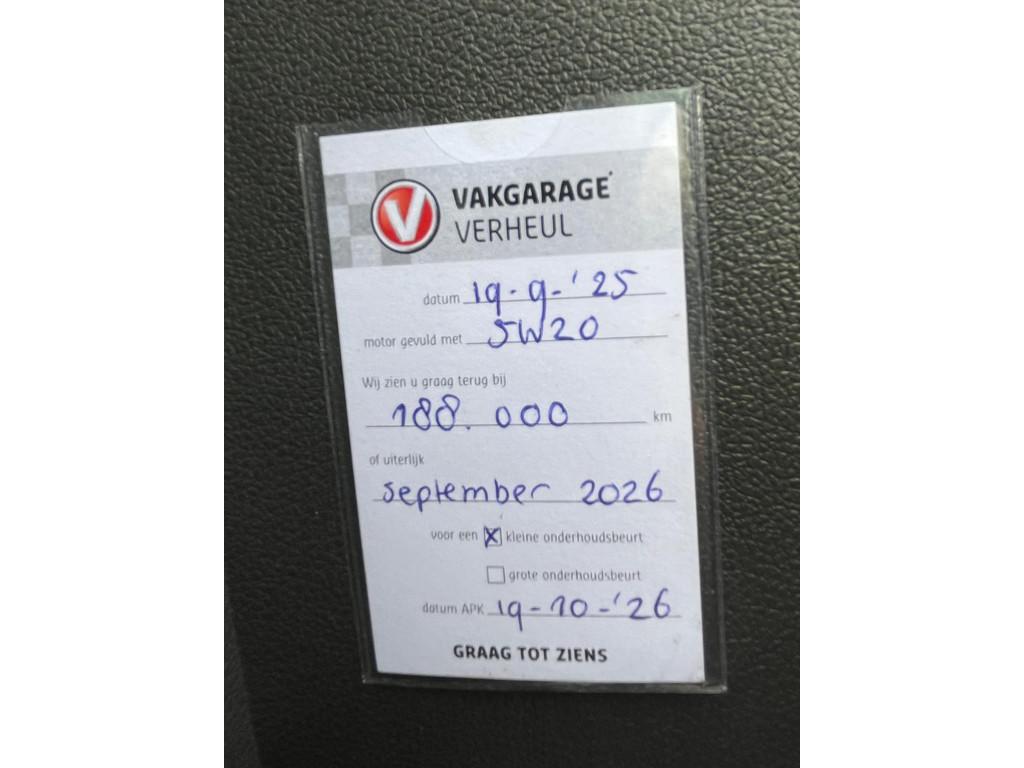 V VAKGARAGE
VERHEUL
datum 19-9-'25
motor gevuld met 5W20
Wij zien u graag terug bij
188.000 km
of uiterlijk
september 2026
voor een X kleine onderhoudsbeurt
grote onderhoudsbeurt
datum APK 19-10-'26
GRAAG TOT ZIENS